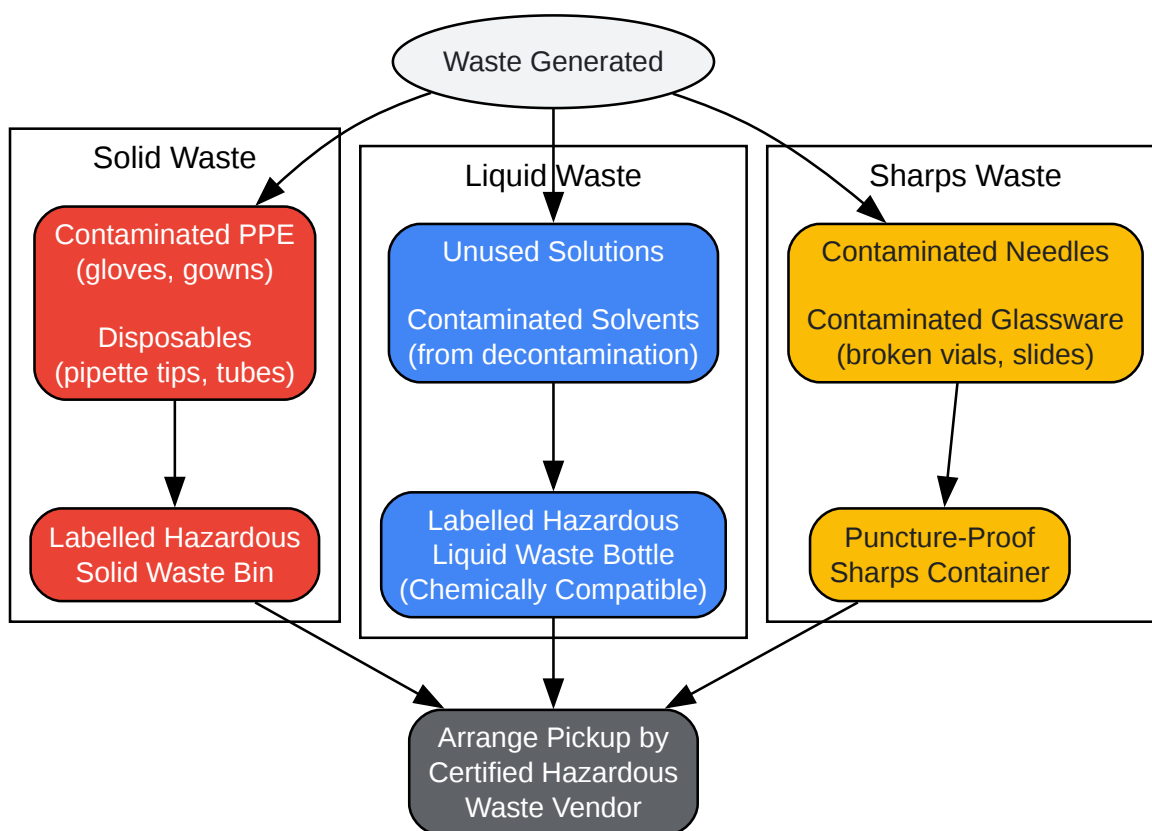 Waste Generated
Solid Waste
Contaminated PPE
(gloves, gowns)
Disposables
(pipette tips, tubes)
Labelled Hazardous
Solid Waste Bin
Liquid Waste
Unused Solutions
Contaminated Solvents
(from decontamination)
Labelled Hazardous
Liquid Waste Bottle
(Chemically Compatible)
Sharps Waste
Contaminated Needles
Contaminated Glassware
(broken vials, slides)
Puncture-Proof
Sharps Container
Arrange Pickup by
Certified Hazardous
Waste Vendor